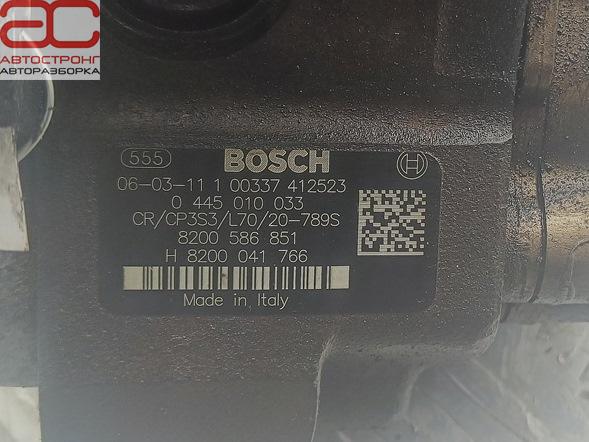 АС
АВТОСТРОНГ
АВТОРАЗБОРКА
555 BOSCH
06-03-11 1 00337 412523
0 445 010 033
CR/CP3S3/L70/20-789S
8200 586 851
H 8200 041 766
Made in Italy